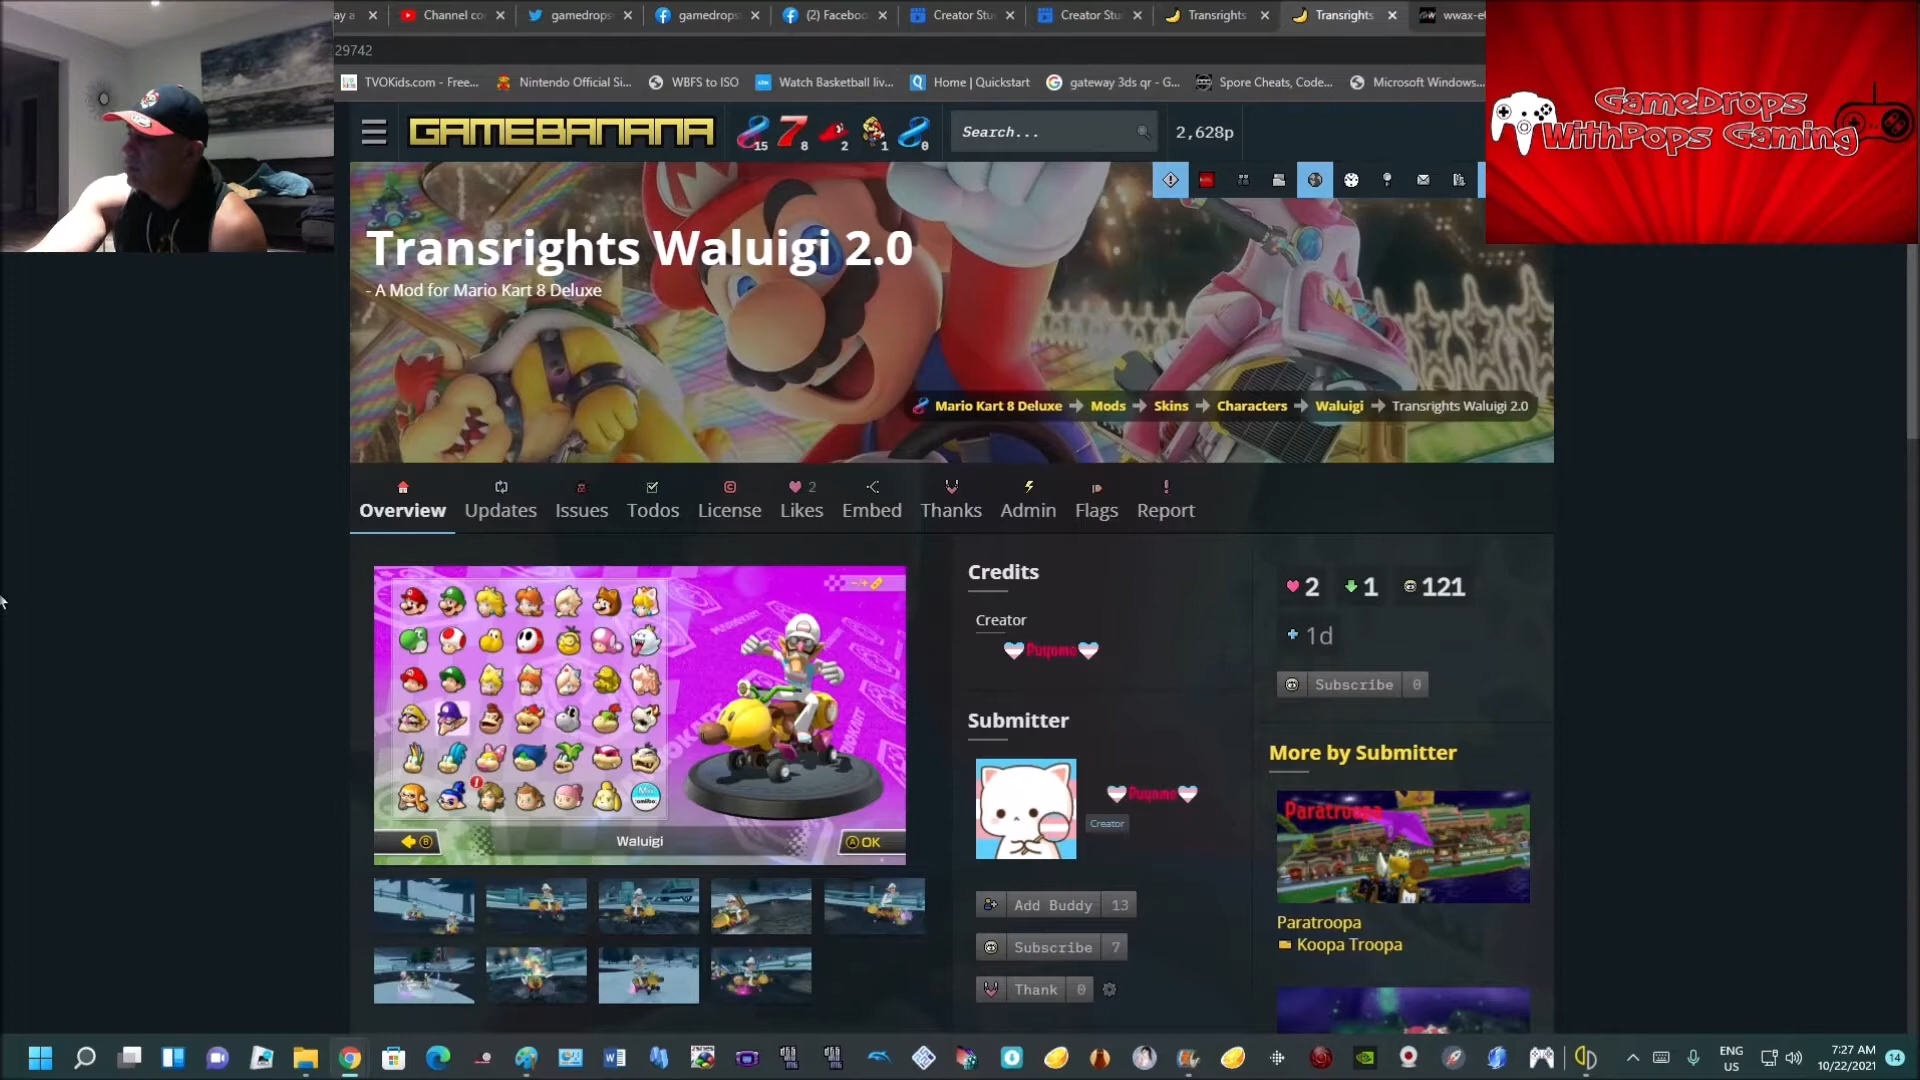 ay a
Channel co
gamedrops
gamedrops
(2) Faceboo
Creator Stu
Creator Stu
Transrights
Transrights
wwax-e
29742
TVOKids.com - Free...
Nintendo Official Si...
WBFS to ISO
Watch Basketball liv...
Home | Quickstart
gateway 3ds qr - G...
Spore Cheats, Code...
Microsoft Windows...
GameDrops
WithPops Gaming
GAMEBANANA
15
8
2
1
0
Search...
2,628p
Transrights Waluigi 2.0
- A Mod for Mario Kart 8 Deluxe
Mario Kart 8 Deluxe
Mods
Skins
Characters
Waluigi
Transrights Waluigi 2.0
2
Overview
Updates
Issues
Todos
License
Likes
Embed
Thanks
Admin
Flags
Report
Waluigi
OK
Credits
Creator
Puyomo
Submitter
Puyomo
Creator
Add Buddy 13
Subscribe 7
Thank 0
2
1
121
1d
Subscribe 0
More by Submitter
Paratroopa
Paratroopa
Koopa Troopa
ENG
US
7:27 AM
10/22/2021
14